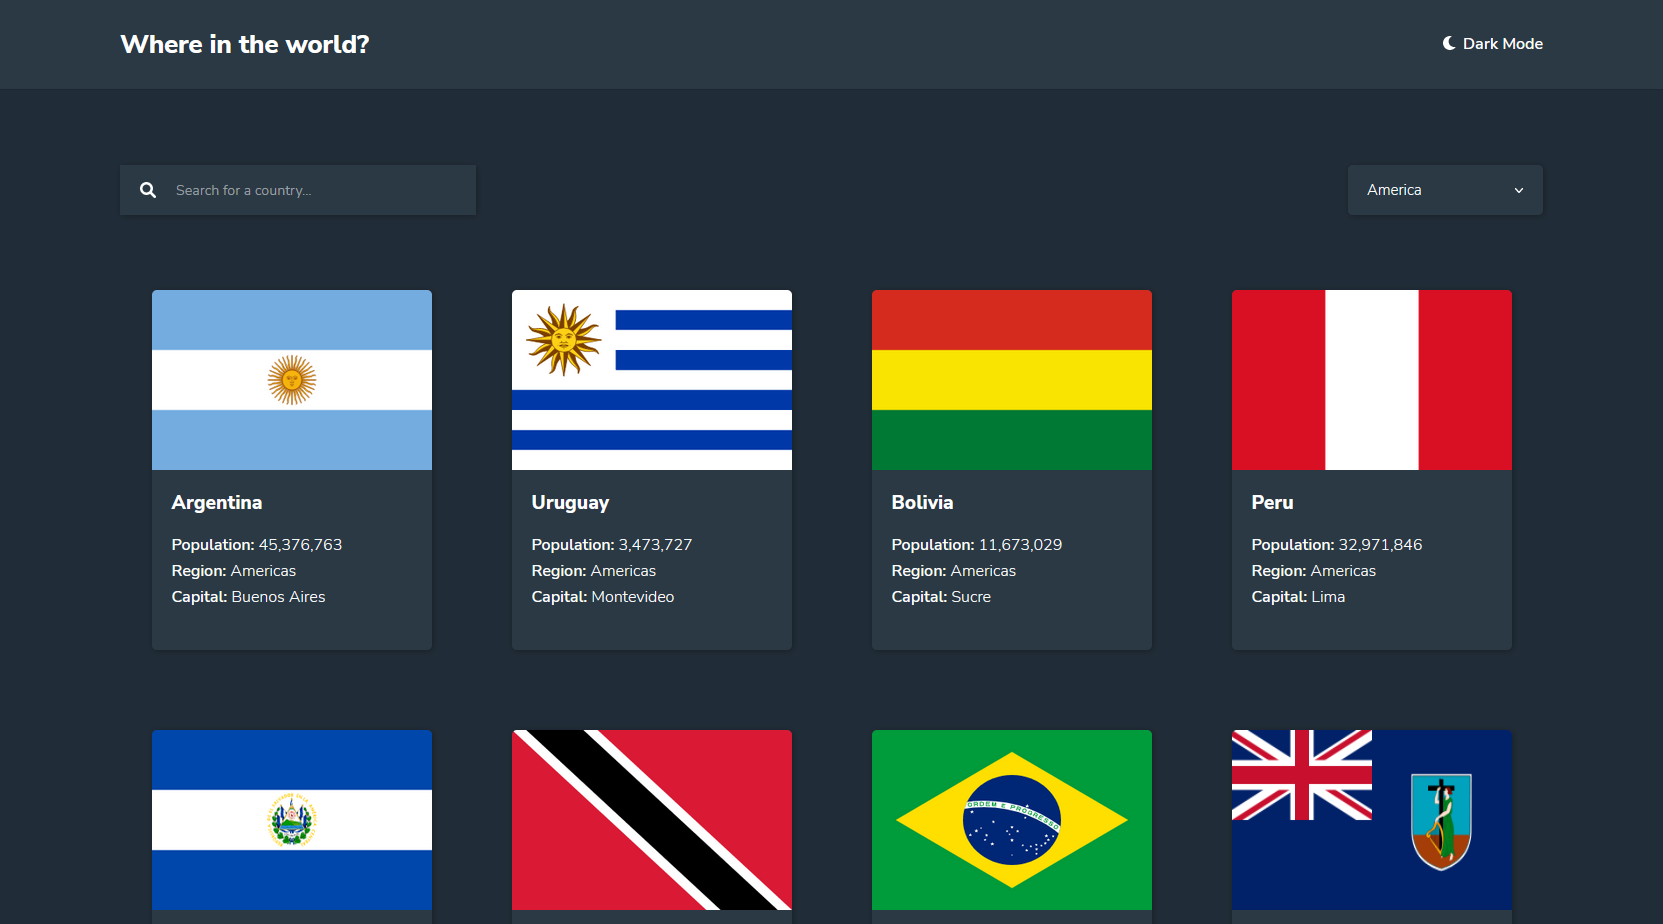 Where in the world?
Dark Mode
Search for a country...
America
Argentina
Population: 45,376,763
Region: Americas
Capital: Buenos Aires
Uruguay
Population: 3,473,727
Region: Americas
Capital: Montevideo
Bolivia
Population: 11,673,029
Region: Americas
Capital: Sucre
Peru
Population: 32,971,846
Region: Americas
Capital: Lima
ORDEM E PROGRESSO